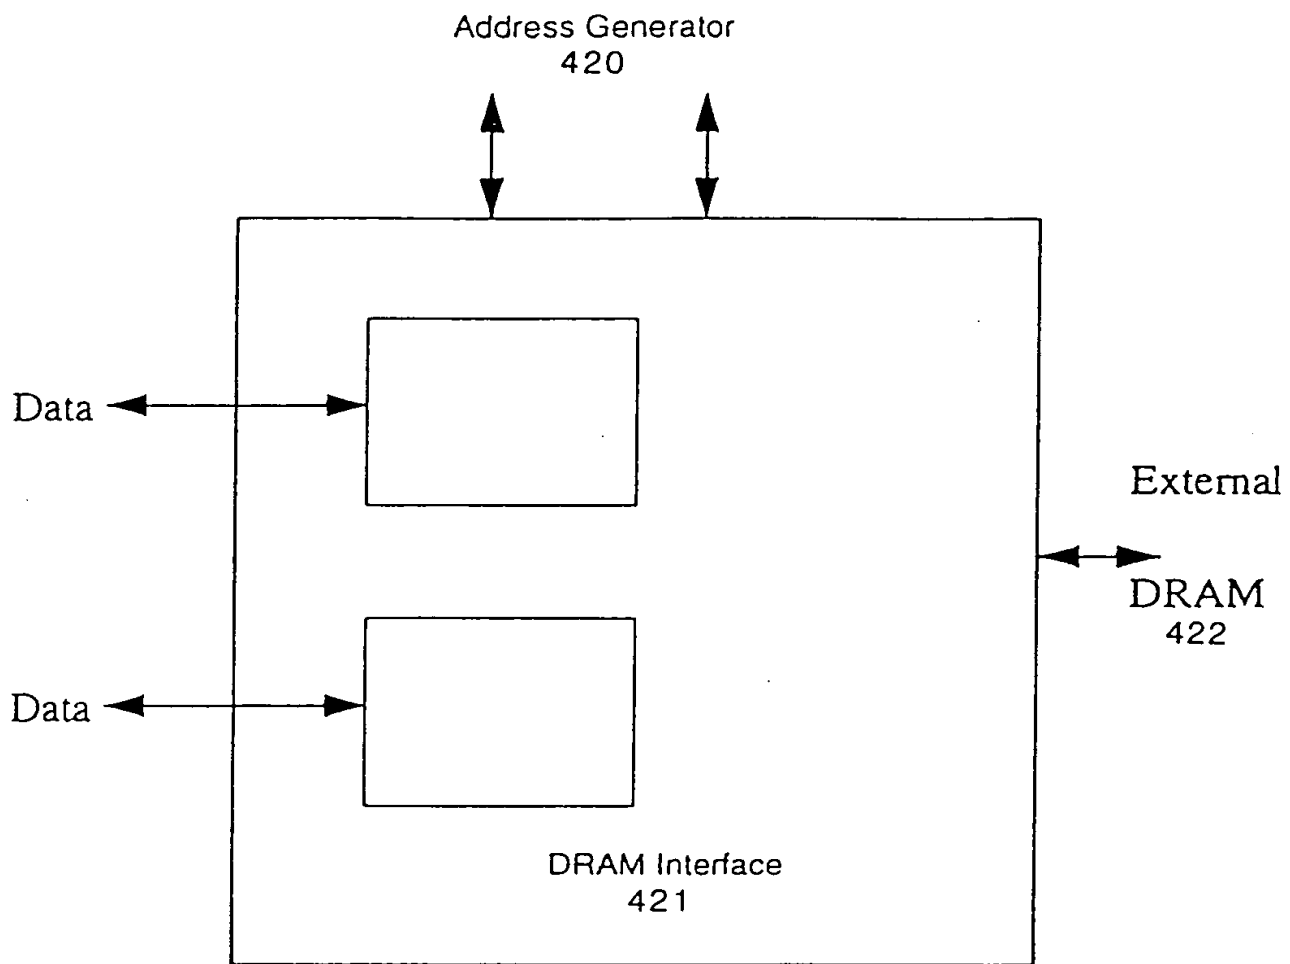 Address Generator
420
Data
External
DRAM
422
Data
DRAM Interface
421